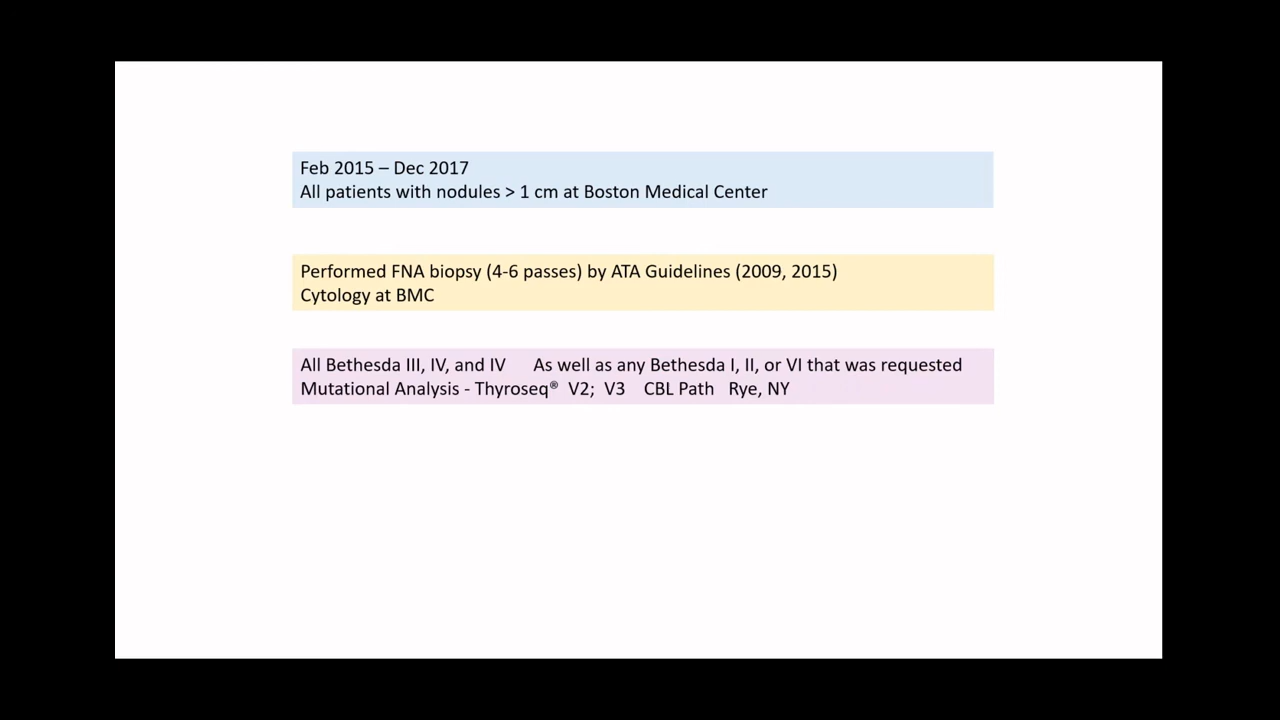 Feb 2015 – Dec 2017
All patients with nodules > 1 cm at Boston Medical Center
Performed FNA biopsy (4-6 passes) by ATA Guidelines (2009, 2015)
Cytology at BMC
All Bethesda III, IV, and IV As well as any Bethesda I, II, or VI that was requested
Mutational Analysis - Thyroseq® V2; V3 CBL Path Rye, NY